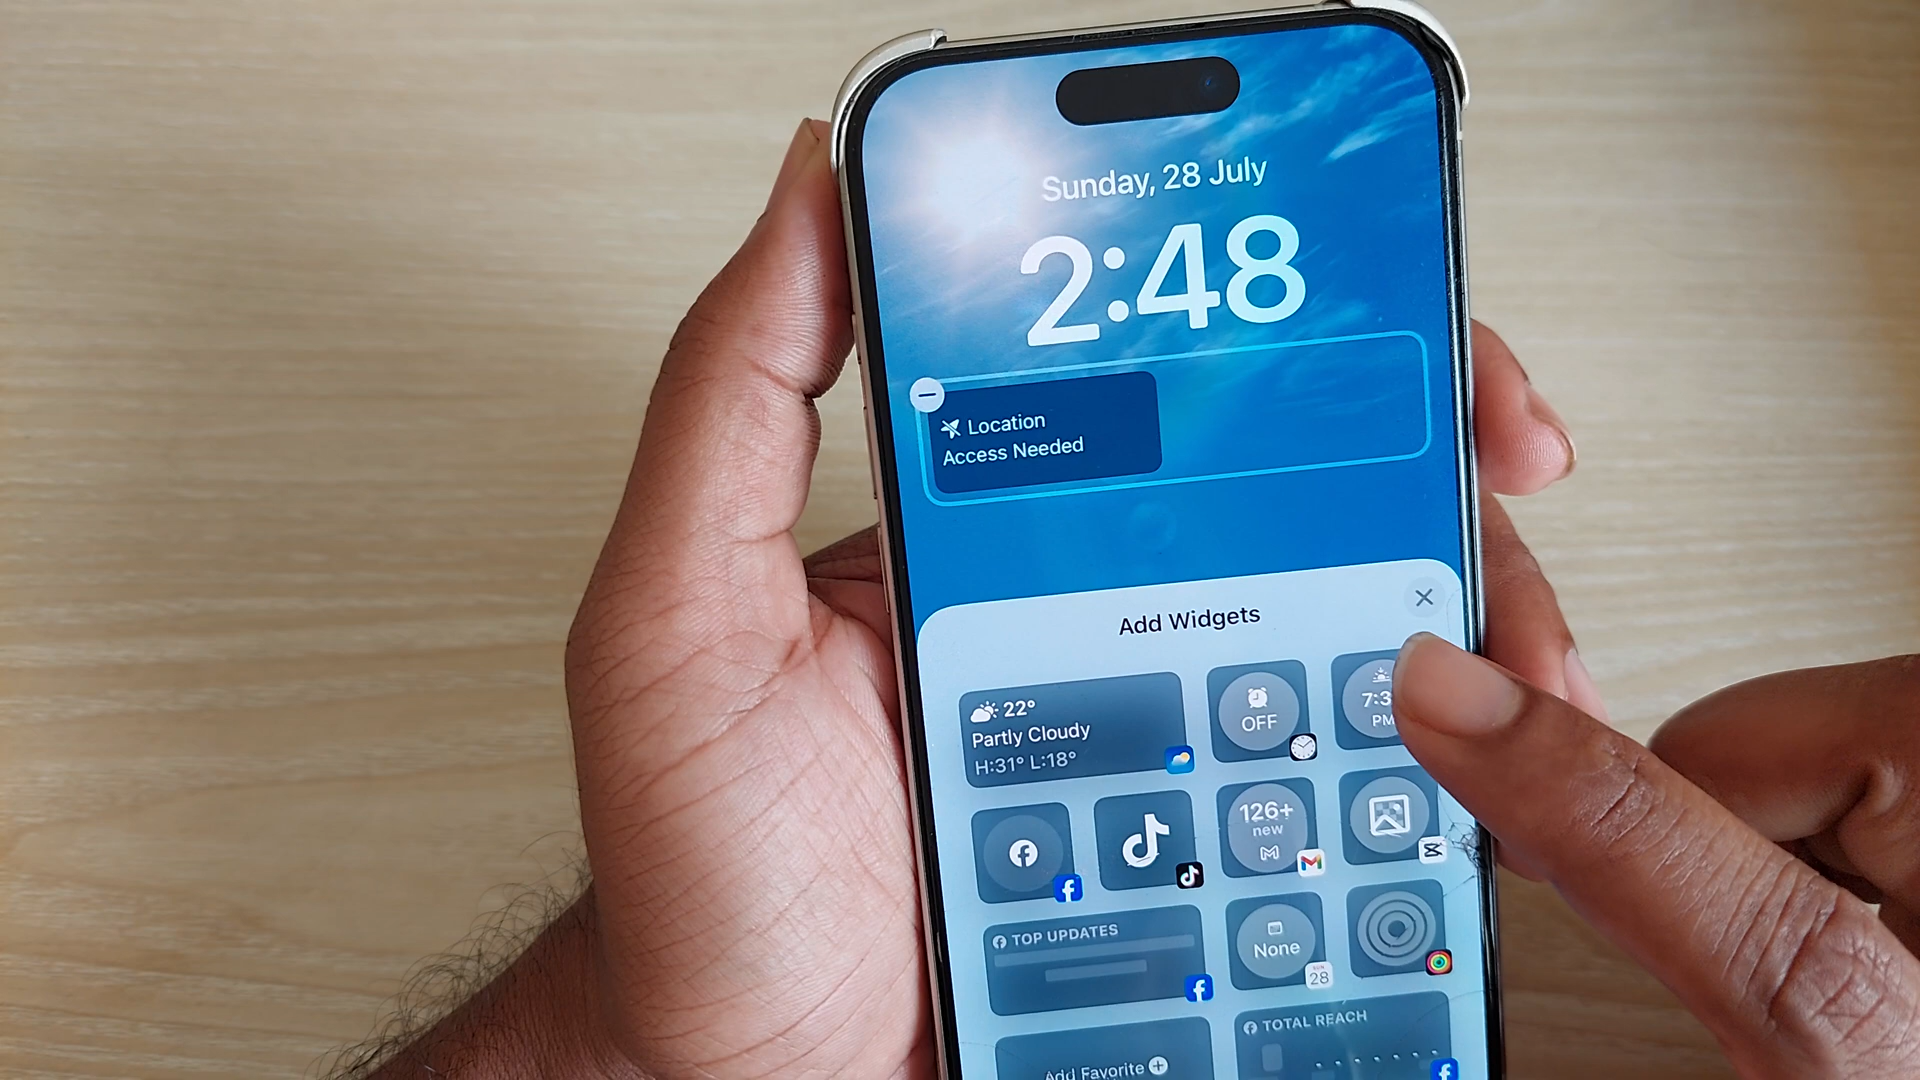 Sunday, 28 July
2:48
Location
Access Needed
Add Widgets
22°
Partly Cloudy
H:31° L:18°
OFF
7:3
PM
126+
new
TOP UPDATES
None
SUN
28
TOTAL REACH
Add Favorite